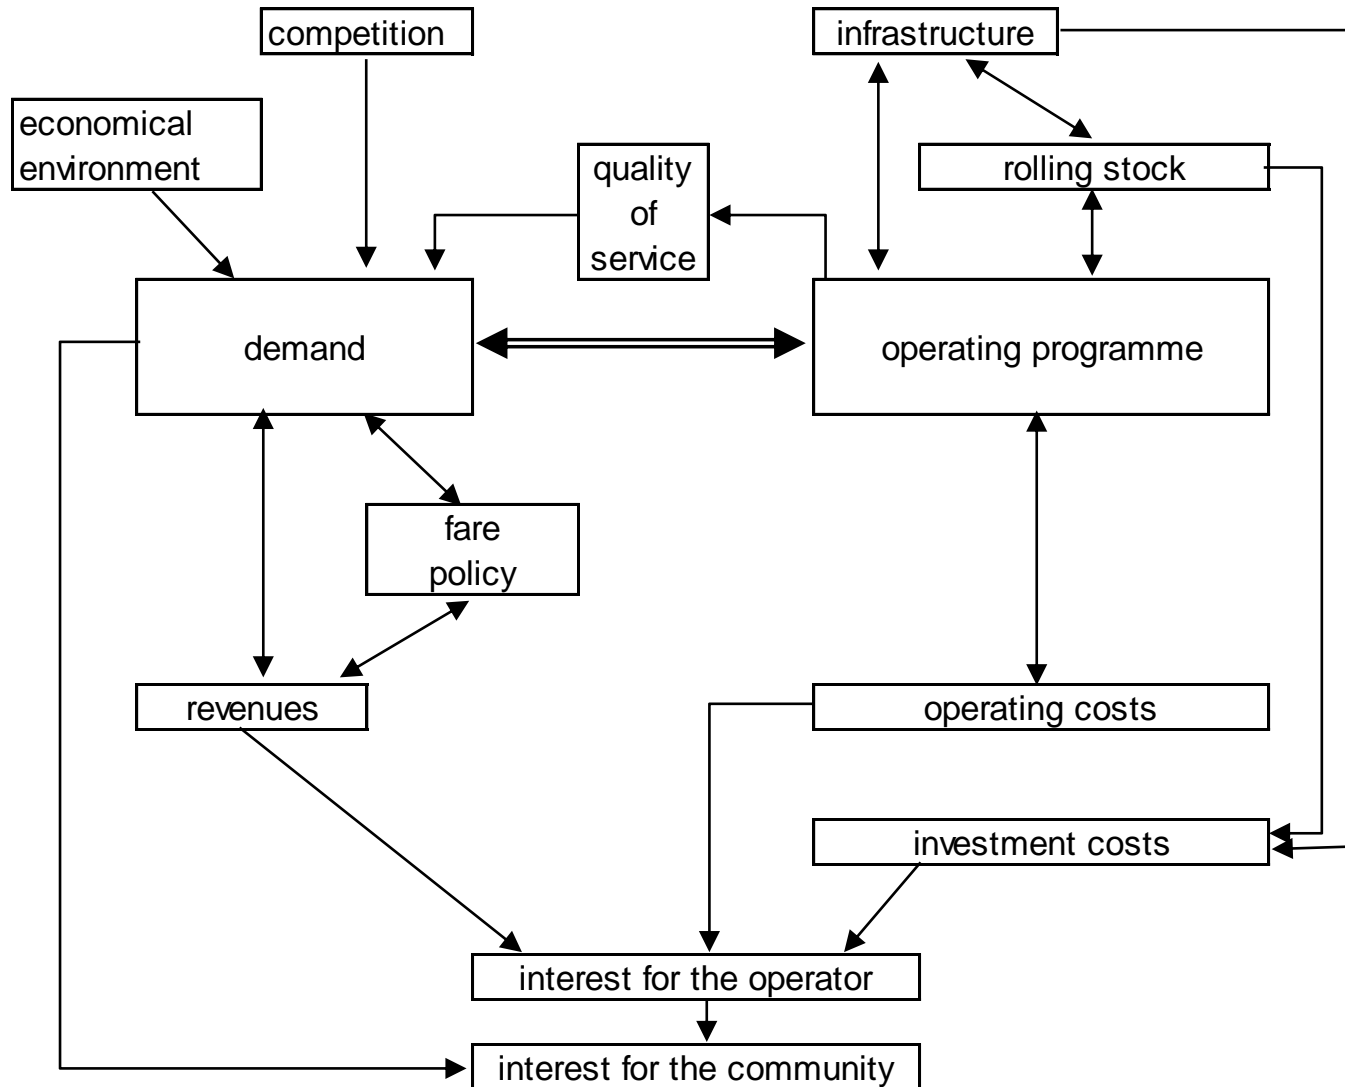 competition
infrastructure
economical
environment
quality
of
service
rolling stock
demand
operating programme
fare
policy
revenues
operating costs
investment costs
interest for the operator
interest for the community